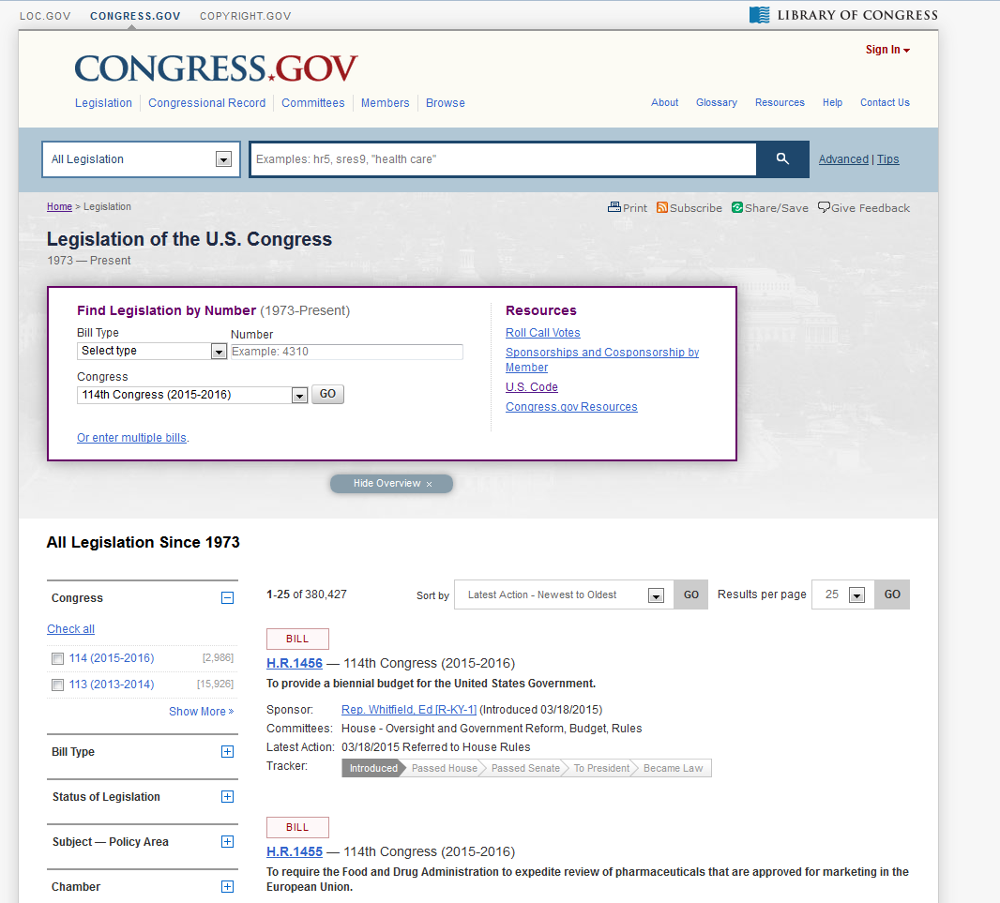 LOC.GOV CONGRESS.GOV COPYRIGHT.GOV LIBRARY OF CONGRESS
Sign In
CONGRESS.GOV
Legislation Congressional Record Committees Members Browse About Glossary Resources Help Contact Us
All Legislation Examples: hr5, sres9, "health care" Advanced | Tips
Home > Legislation Print Subscribe Share/Save Give Feedback
Legislation of the U.S. Congress
1973 — Present
Find Legislation by Number (1973-Present)
Bill Type Number
Select type Example: 4310
Congress
114th Congress (2015-2016) GO
Or enter multiple bills.
Resources
Roll Call Votes
Sponsorships and Cosponsorship by
Member
U.S. Code
Congress.gov Resources
Hide Overview ×
All Legislation Since 1973
Congress
Check all
114 (2015-2016) [2,986]
113 (2013-2014) [15,926]
Show More »
Bill Type
Status of Legislation
Subject — Policy Area
Chamber
1-25 of 380,427 Sort by Latest Action - Newest to Oldest GO Results per page 25 GO
BILL
H.R.1456 — 114th Congress (2015-2016)
To provide a biennial budget for the United States Government.
Sponsor: Rep. Whitfield, Ed [R-KY-1] (Introduced 03/18/2015)
Committees: House - Oversight and Government Reform, Budget, Rules
Latest Action: 03/18/2015 Referred to House Rules
Tracker: Introduced Passed House Passed Senate To President Became Law
BILL
H.R.1455 — 114th Congress (2015-2016)
To require the Food and Drug Administration to expedite review of pharmaceuticals that are approved for marketing in the
European Union.